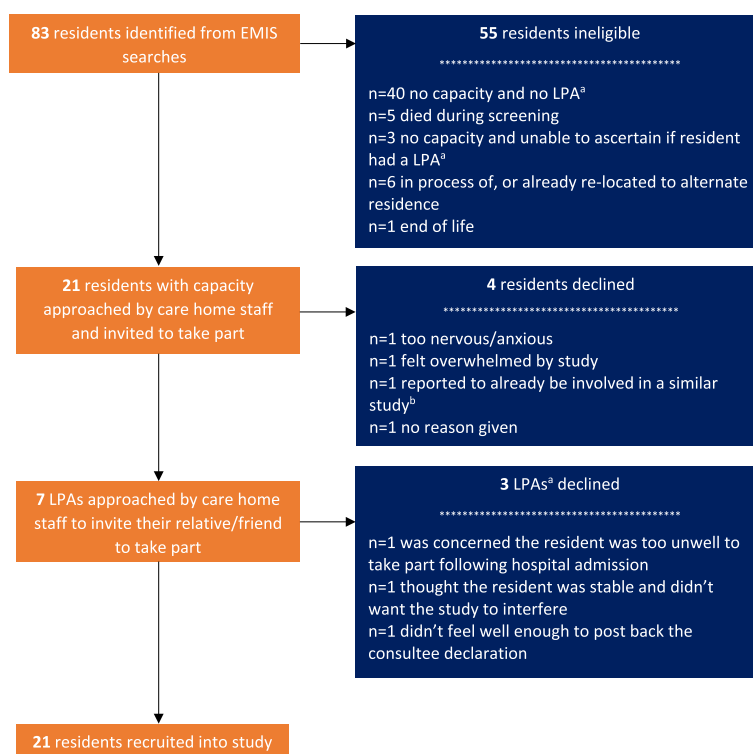 83 residents identified from EMIS
searches
55 residents ineligible
******************************************
n=40 no capacity and no LPAᵃ
n=5 died during screening
n=3 no capacity and unable to ascertain if resident
had a LPAᵃ
n=6 in process of, or already re-located to alternate
residence
n=1 end of life
21 residents with capacity
approached by care home staff
and invited to take part
4 residents declined
*****************************************
n=1 too nervous/anxious
n=1 felt overwhelmed by study
n=1 reported to already be involved in a similar
studyᵇ
n=1 no reason given
7 LPAs approached by care home
staff to invite their relative/friend
to take part
3 LPAsᵃ declined
*****************************************
n=1 was concerned the resident was too unwell to
take part following hospital admission
n=1 thought the resident was stable and didn’t
want the study to interfere
n=1 didn’t feel well enough to post back the
consultee declaration
21 residents recruited into study